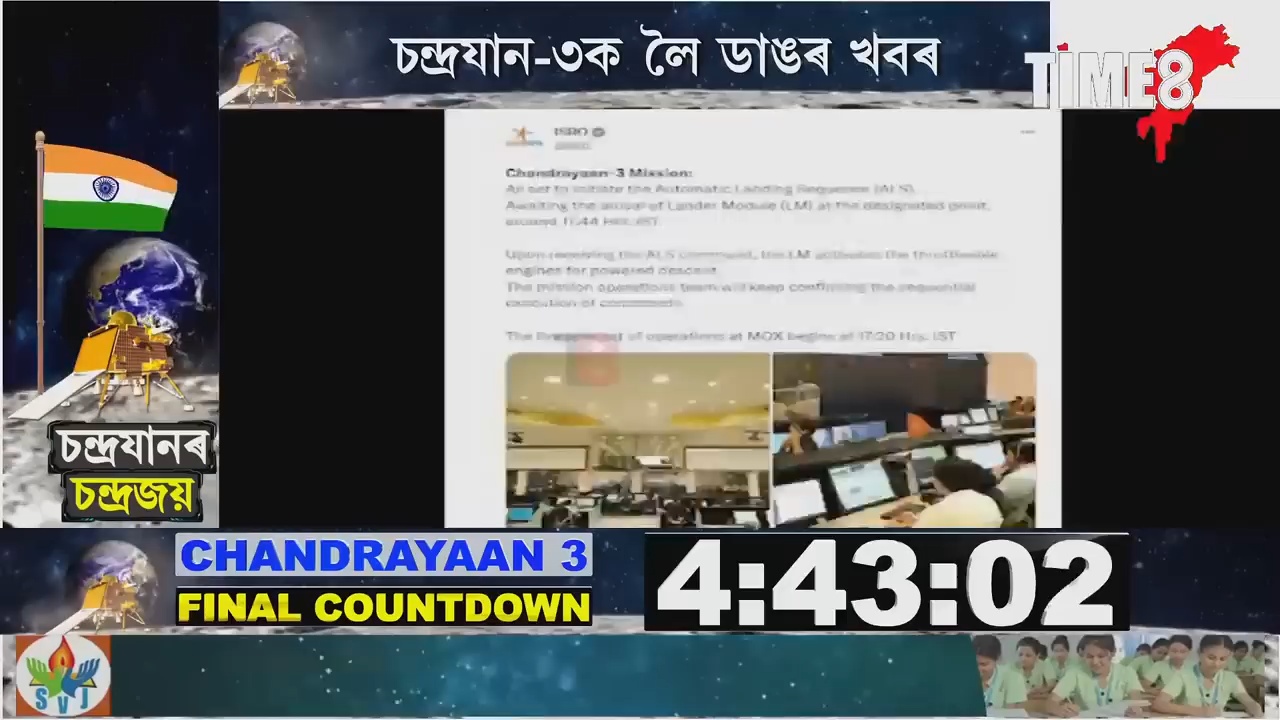 চন্দ্ৰযান-৩ক লৈ ডাঙৰ খবৰ
TIME8
ISRO
Chandrayaan-3 Mission:
All set to initiate the Automatic Landing Sequence (ALS).
Awaiting the arrival of Lander Module (LM) at the designated point,
around 17:44 Hrs. IST.
Upon receiving the ALS command, the LM activates the throttleable
engines for powered descent.
The mission operations team will keep confirming the sequential
execution of commands.
The of operations at MOX begins at 17:20 Hrs. IST
চন্দ্ৰযানৰ
চন্দ্ৰজয়
CHANDRAYAAN 3
FINAL COUNTDOWN
4:43:02
SVJ